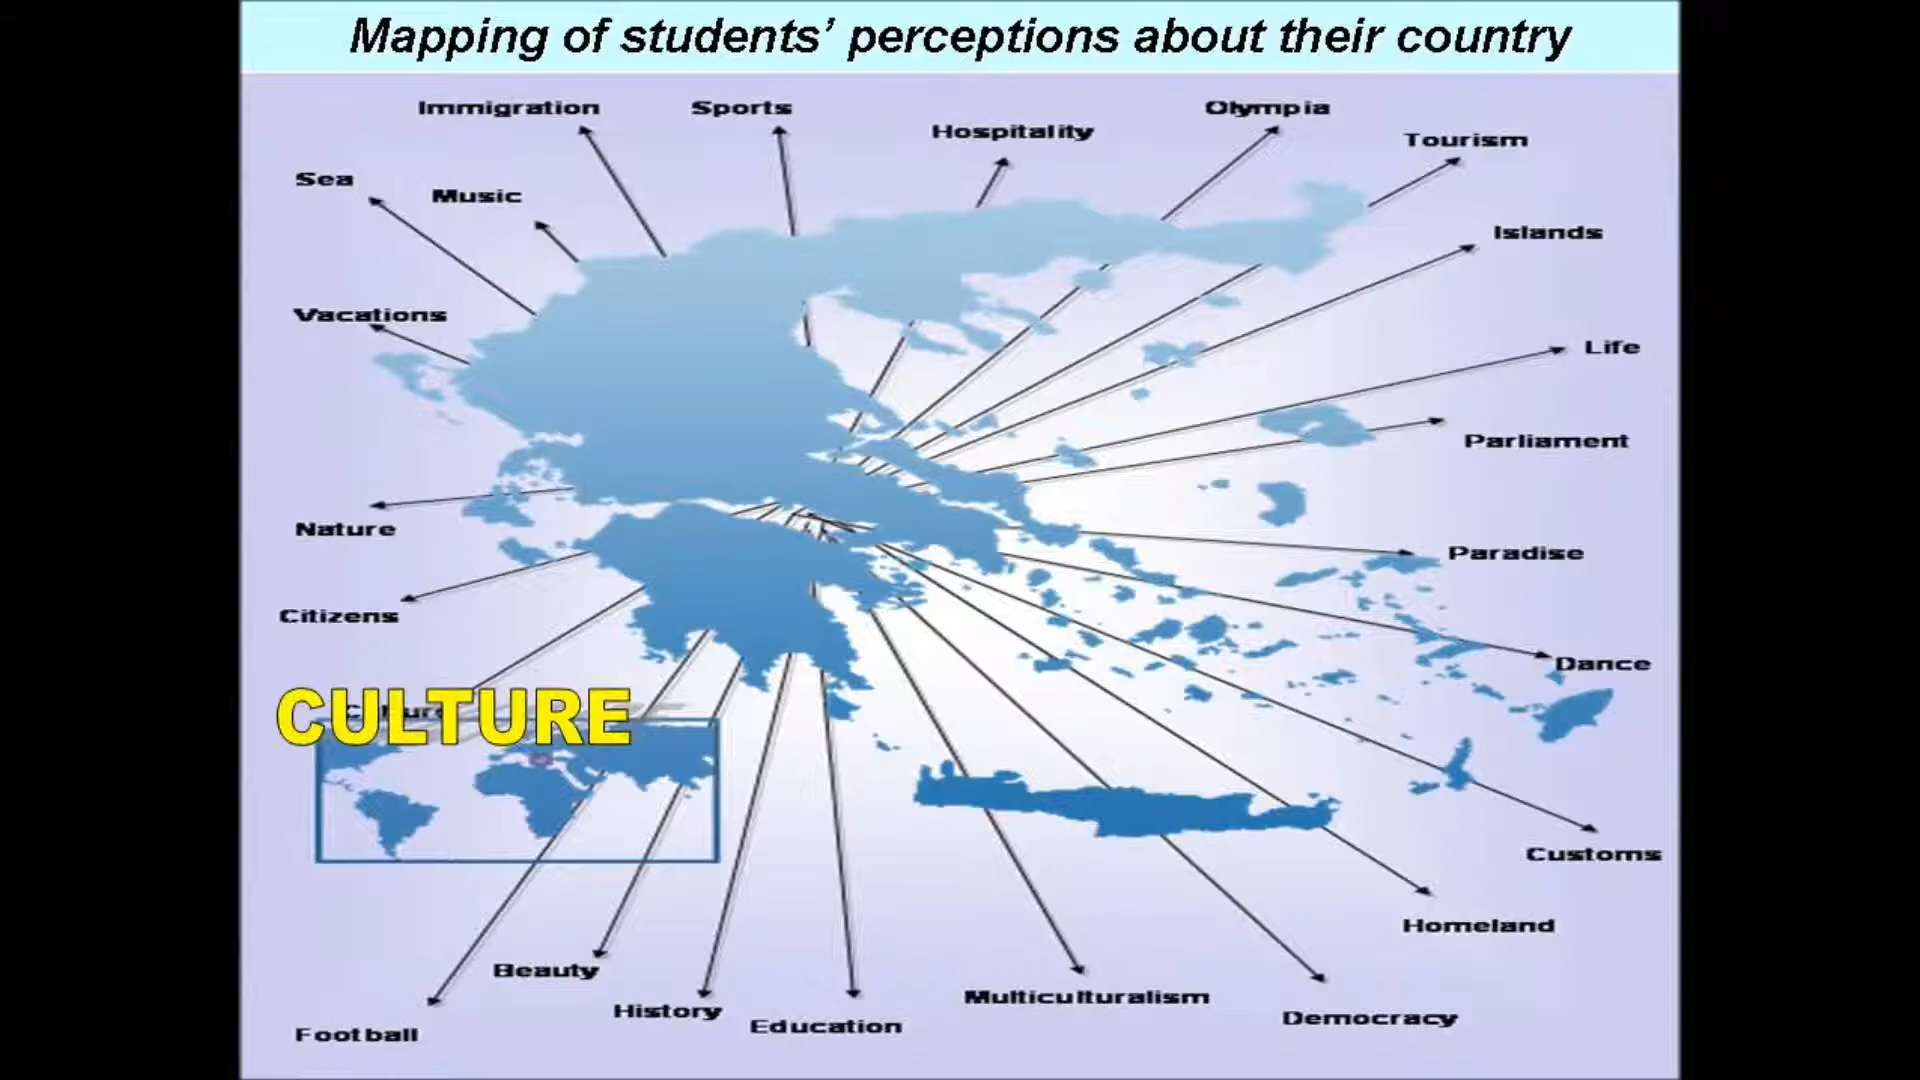 Mapping of students’ perceptions about their country
Immigration
Sports
Hospitality
Olympia
Tourism
Sea
Music
Islands
Vacations
Life
Parliament
Nature
Paradise
Citizens
Dance
CULTURE
Culture
Customs
Homeland
Beauty
History
Education
Multiculturalism
Democracy
Football